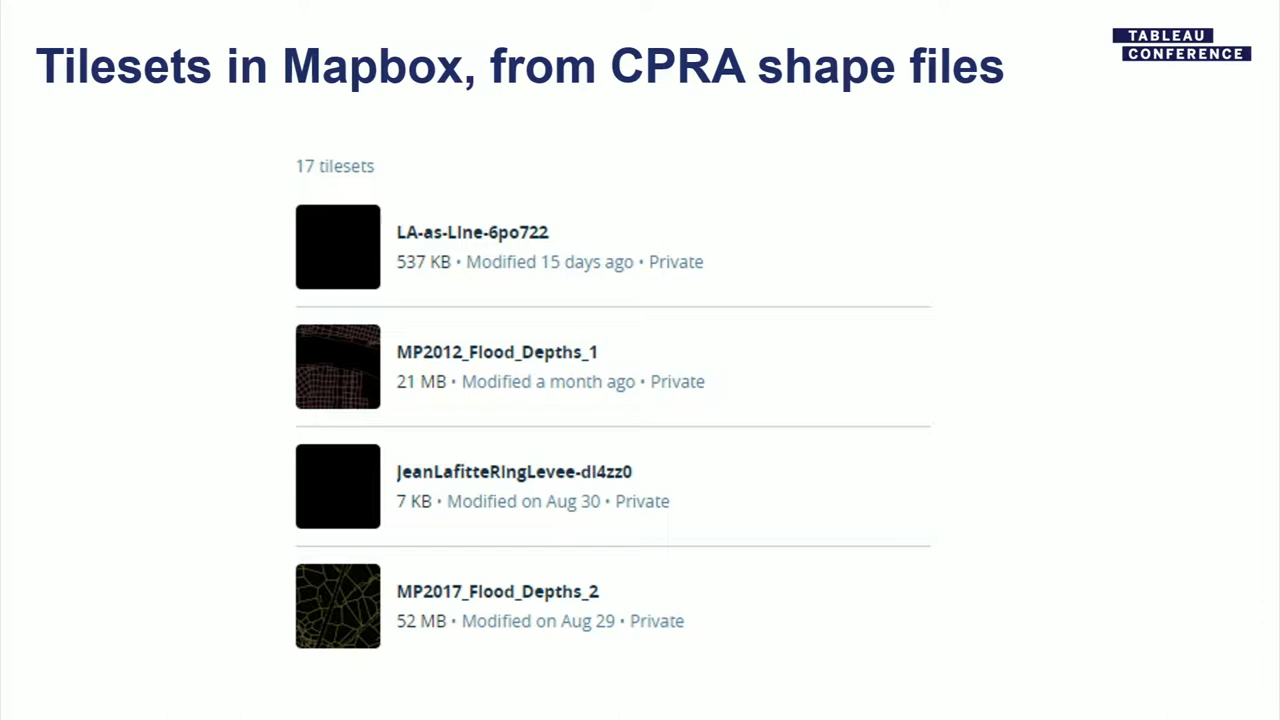 Tilesets in Mapbox, from CPRA shape files
TABLEAU
CONFERENCE
17 tilesets
LA-as-Line-6po722
537 KB • Modified 15 days ago • Private
MP2012_Flood_Depths_1
21 MB • Modified a month ago • Private
JeanLafitteRingLevee-dl4zz0
7 KB • Modified on Aug 30 • Private
MP2017_Flood_Depths_2
52 MB • Modified on Aug 29 • Private